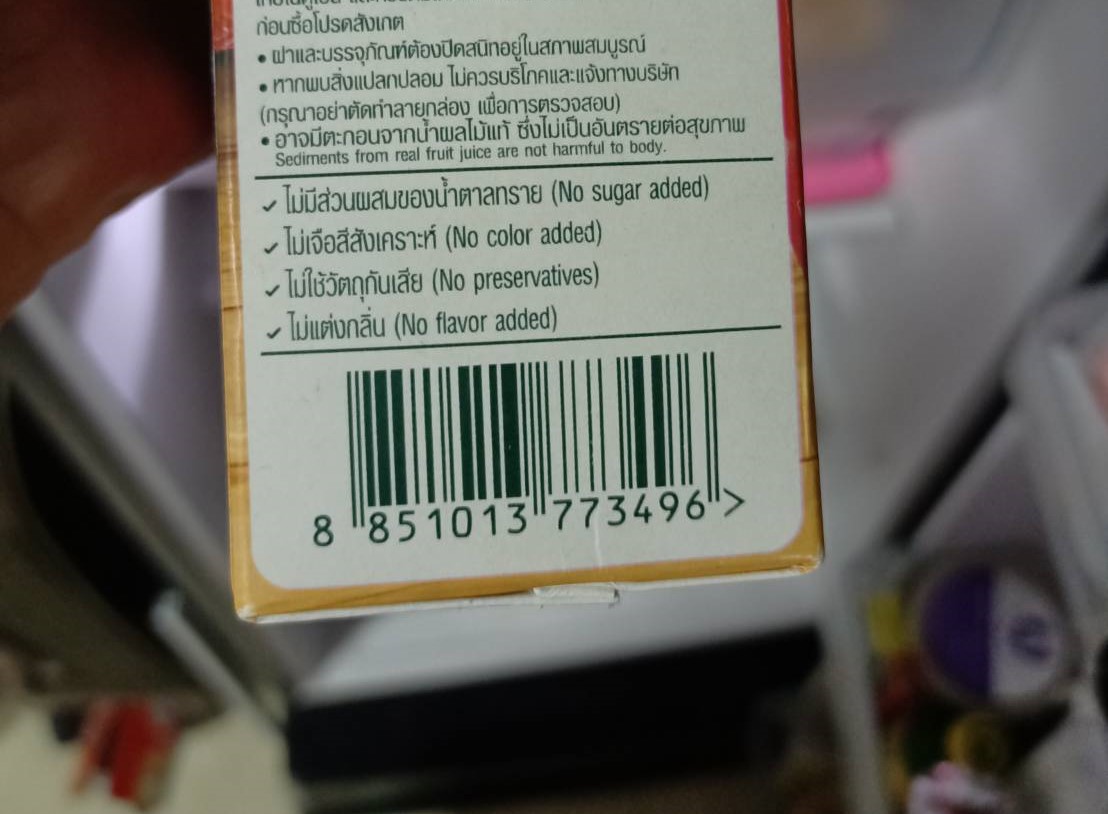 ก่อนซื้อโปรดสังเกต
• ฝาและบรรจุภัณฑ์ต้องปิดสนิทอยู่ในสภาพสมบูรณ์
• หากพบสิ่งแปลกปลอม ไม่ควรบริโภคและแจ้งทางบริษัท
(กรุณาอย่าตัดทำลายกล่อง เพื่อการตรวจสอบ)
• อาจมีตะกอนจากน้ำผลไม้แท้ ซึ่งไม่เป็นอันตรายต่อสุขภาพ
Sediments from real fruit juice are not harmful to body.
✓ ไม่มีส่วนผสมของน้ำตาลทราย (No sugar added)
✓ ไม่เจือสีสังเคราะห์ (No color added)
✓ ไม่ใช้วัตถุกันเสีย (No preservatives)
✓ ไม่แต่งกลิ่น (No flavor added)
8 851013 773496 >